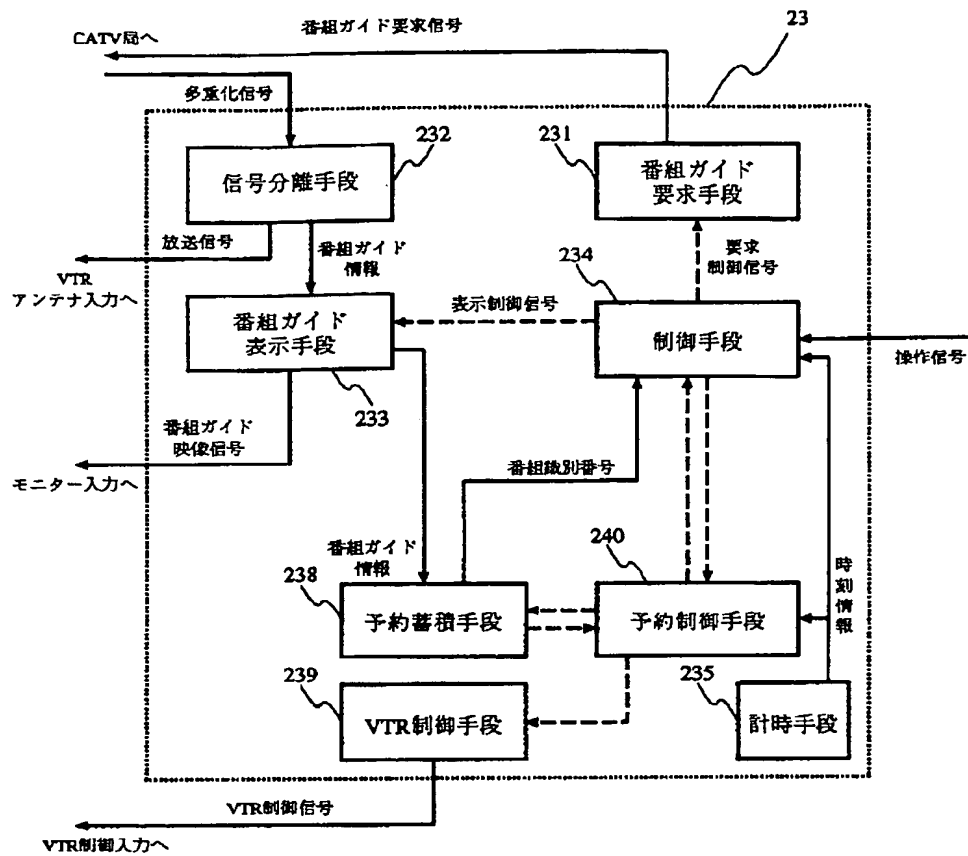 番組ガイド要求信号
23
CATV局へ
多重化信号
232
231
信号分離手段
番組ガイド
要求手段
放送信号
番組ガイド
情報
要求
制御信号
VTR
アンテナ入力へ
234
表示制御信号
番組ガイド
表示手段
制御手段
操作信号
233
番組ガイド
映像信号
モニター入力へ
番組識別番号
番組ガイド
情報
240
238
時刻情報
予約蓄積手段
予約制御手段
239
235
VTR制御手段
計時手段
VTR制御信号
VTR制御入力へ